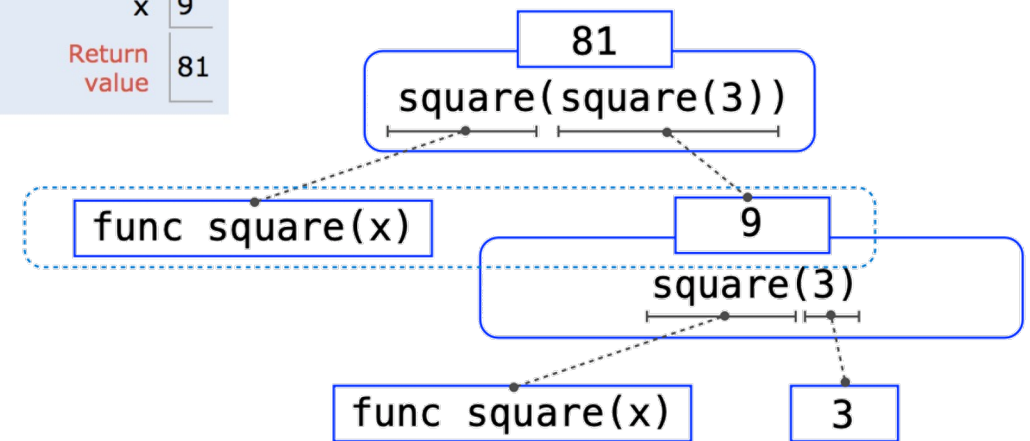 x 9
Return
value 81
81
square(square(3))
func square(x)
9
square(3)
func square(x)
3